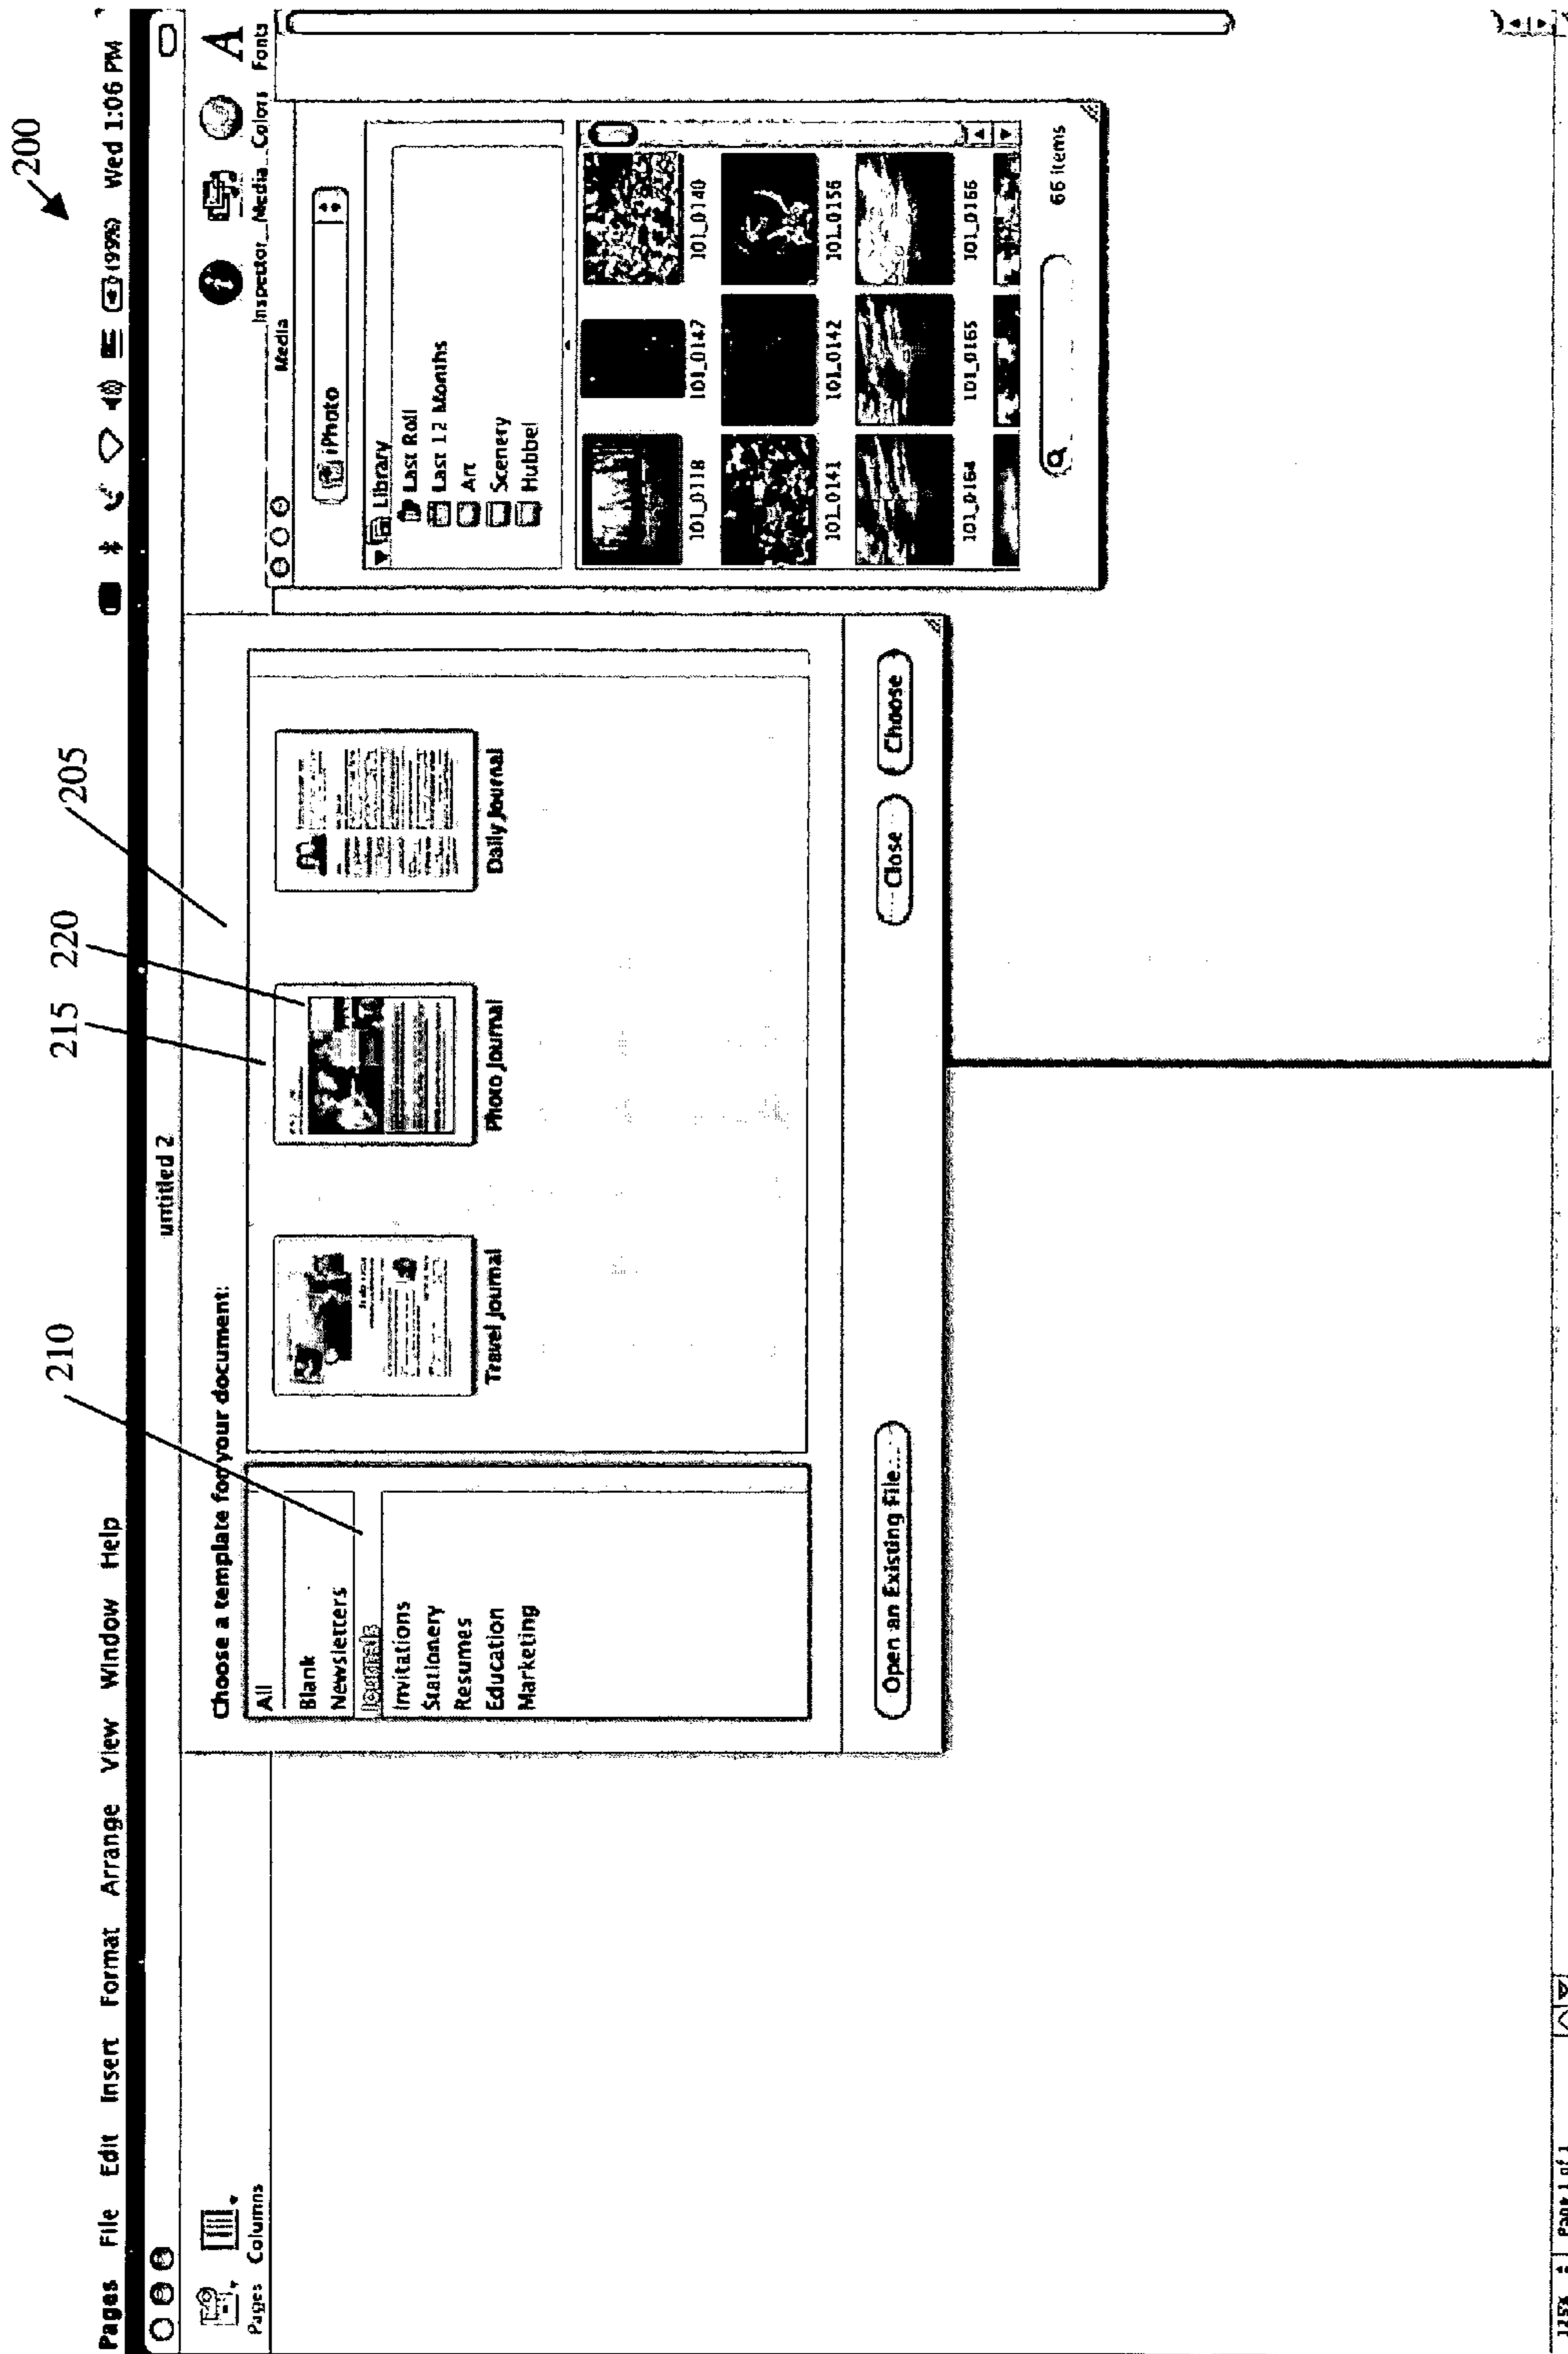 200
Pages File Edit Insert Format Arrange View Window Help
(99%) Wed 1:06 PM
untitled 2
Pages Columns
Inspector Media Colors Fonts
210
215 220
205
Choose a template for your document:
All
Blank
Newsletters
Journals
Invitations
Stationery
Resumes
Education
Marketing
Travel Journal
Photo Journal
Daily Journal
Open an Existing File...
Close
Choose
Media
iPhoto
Library
Last Roll
Last 12 Months
Art
Scenery
Hubbel
101_0118 101_0147 101_0140
101_0141 101_0142 101_0156
101_0164 101_0165 101_0166
66 items
125% Page 1 of 1